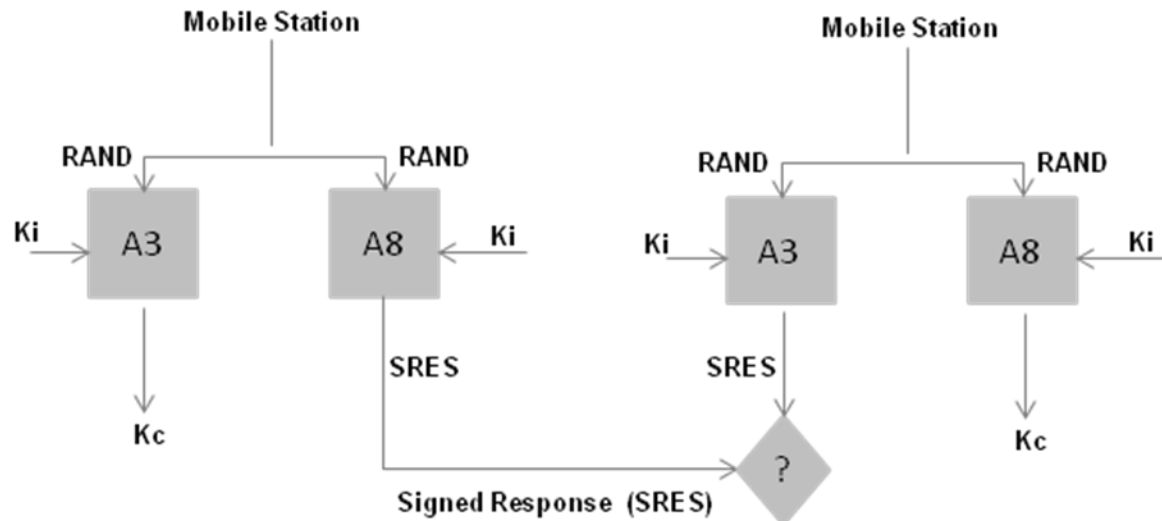 Mobile Station
Mobile Station
RAND
RAND
RAND
RAND
Ki
A3
A8
Ki
Ki
A3
A8
Ki
SRES
SRES
Kc
Kc
?
Signed Response (SRES)